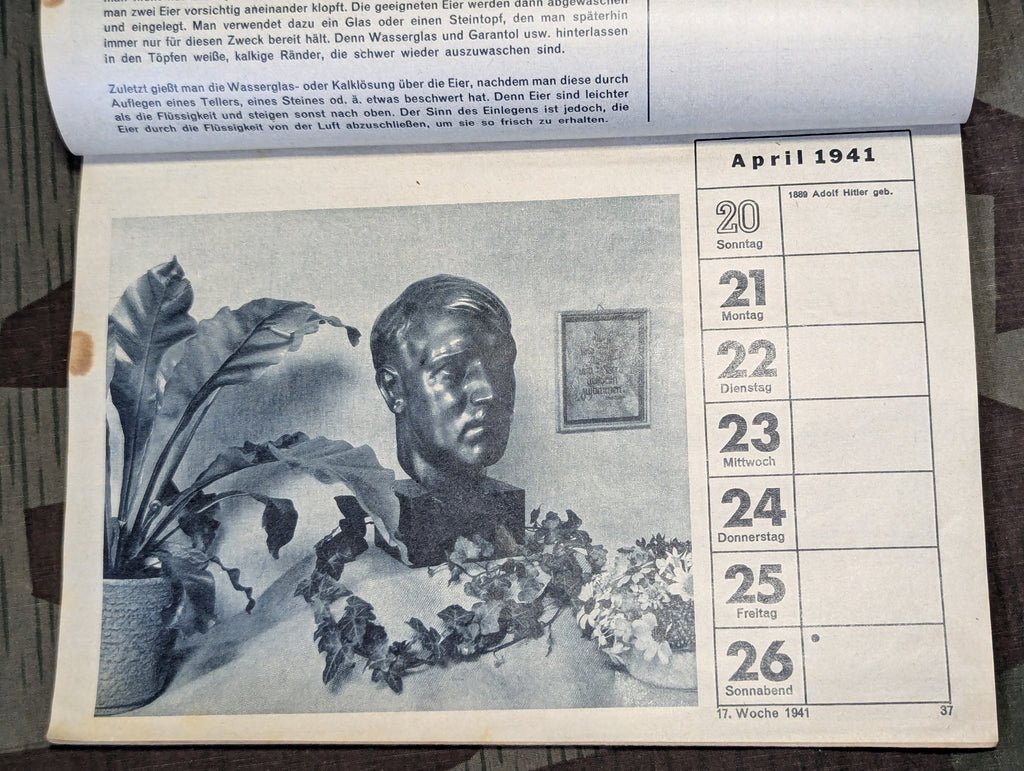 man zwei Eier vorsichtig aneinander klopft. Die geeigneten Eier werden dann abgewaschen
und eingelegt. Man verwendet dazu ein Glas oder einen Steintopf, den man späterhin
immer nur für diesen Zweck bereit hält. Denn Wasserglas und Garantol usw. hinterlassen
in den Töpfen weiße, kalkige Ränder, die schwer wieder auszuwaschen sind.
Zuletzt gießt man die Wasserglas- oder Kalklösung über die Eier, nachdem man diese durch
Auflegen eines Tellers, eines Steines od. ä. etwas beschwert hat. Denn Eier sind leichter
als die Flüssigkeit und steigen sonst nach oben. Der Sinn des Einlegens ist jedoch, die
Eier durch die Flüssigkeit von der Luft abzuschließen, um sie so frisch zu erhalten.
April 1941
20
Sonntag
1889 Adolf Hitler geb.
21
Montag
22
Dienstag
23
Mittwoch
24
Donnerstag
25
Freitag
26
Sonnabend
17. Woche 1941
37